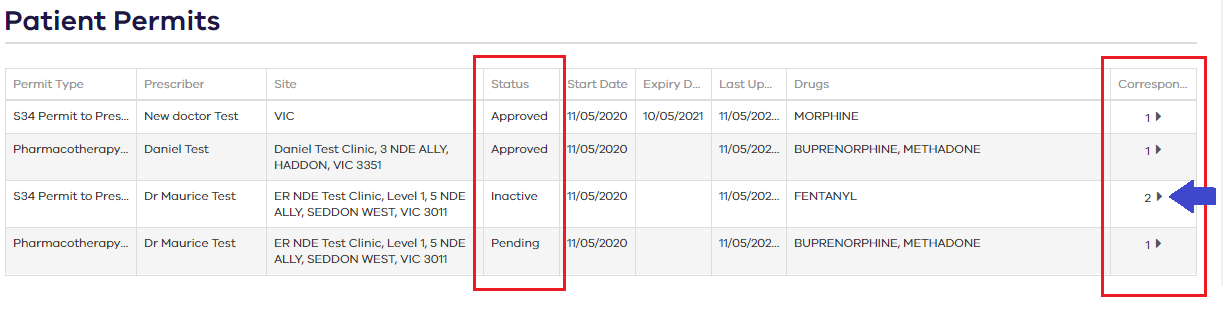 Patient Permits
Permit Type Prescriber Site Status Start Date Expiry D... Last Up... Drugs Correspon...
S34 Permit to Pres... New doctor Test VIC Approved 11/05/2020 10/05/2021 11/05/202... MORPHINE 1
Pharmacotherapy... Daniel Test Daniel Test Clinic, 3 NDE ALLY, Approved 11/05/2020 11/05/202... BUPRENORPHINE, METHADONE 1
HADDON, VIC 3351
S34 Permit to Pres... Dr Maurice Test ER NDE Test Clinic, Level 1, 5 NDE Inactive 11/05/2020 11/05/202... FENTANYL 2
ALLY, SEDDON WEST, VIC 3011
Pharmacotherapy... Dr Maurice Test ER NDE Test Clinic, Level 1, 5 NDE Pending 11/05/2020 11/05/202... BUPRENORPHINE, METHADONE 1
ALLY, SEDDON WEST, VIC 3011